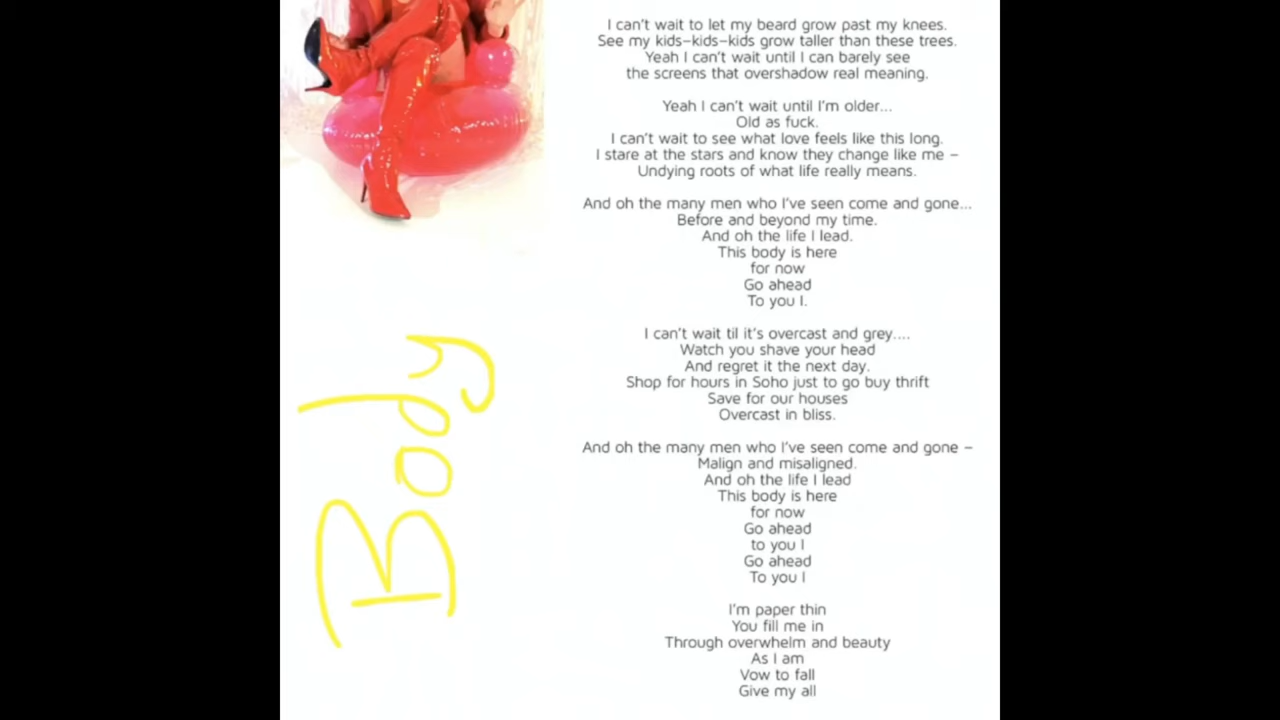 I can't wait to let my beard grow past my knees.
See my kids-kids-kids grow taller than these trees.
Yeah I can't wait until I can barely see
the screens that overshadow real meaning.
Yeah I can't wait until I'm older...
Old as fuck.
I can't wait to see what love feels like this long.
I stare at the stars and know they change like me –
Undying roots of what life really means.
And oh the many men who I've seen come and gone...
Before and beyond my time.
And oh the life I lead.
This body is here
for now
Go ahead
To you I.
I can't wait til it's overcast and grey....
Watch you shave your head
And regret it the next day.
Shop for hours in Soho just to go buy thrift
Save for our houses
Overcast in bliss.
And oh the many men who I've seen come and gone –
Malign and misaligned.
And oh the life I lead
This body is here
for now
Go ahead
to you I
Go ahead
To you I
I'm paper thin
You fill me in
Through overwhelm and beauty
As I am
Vow to fall
Give my all
Body